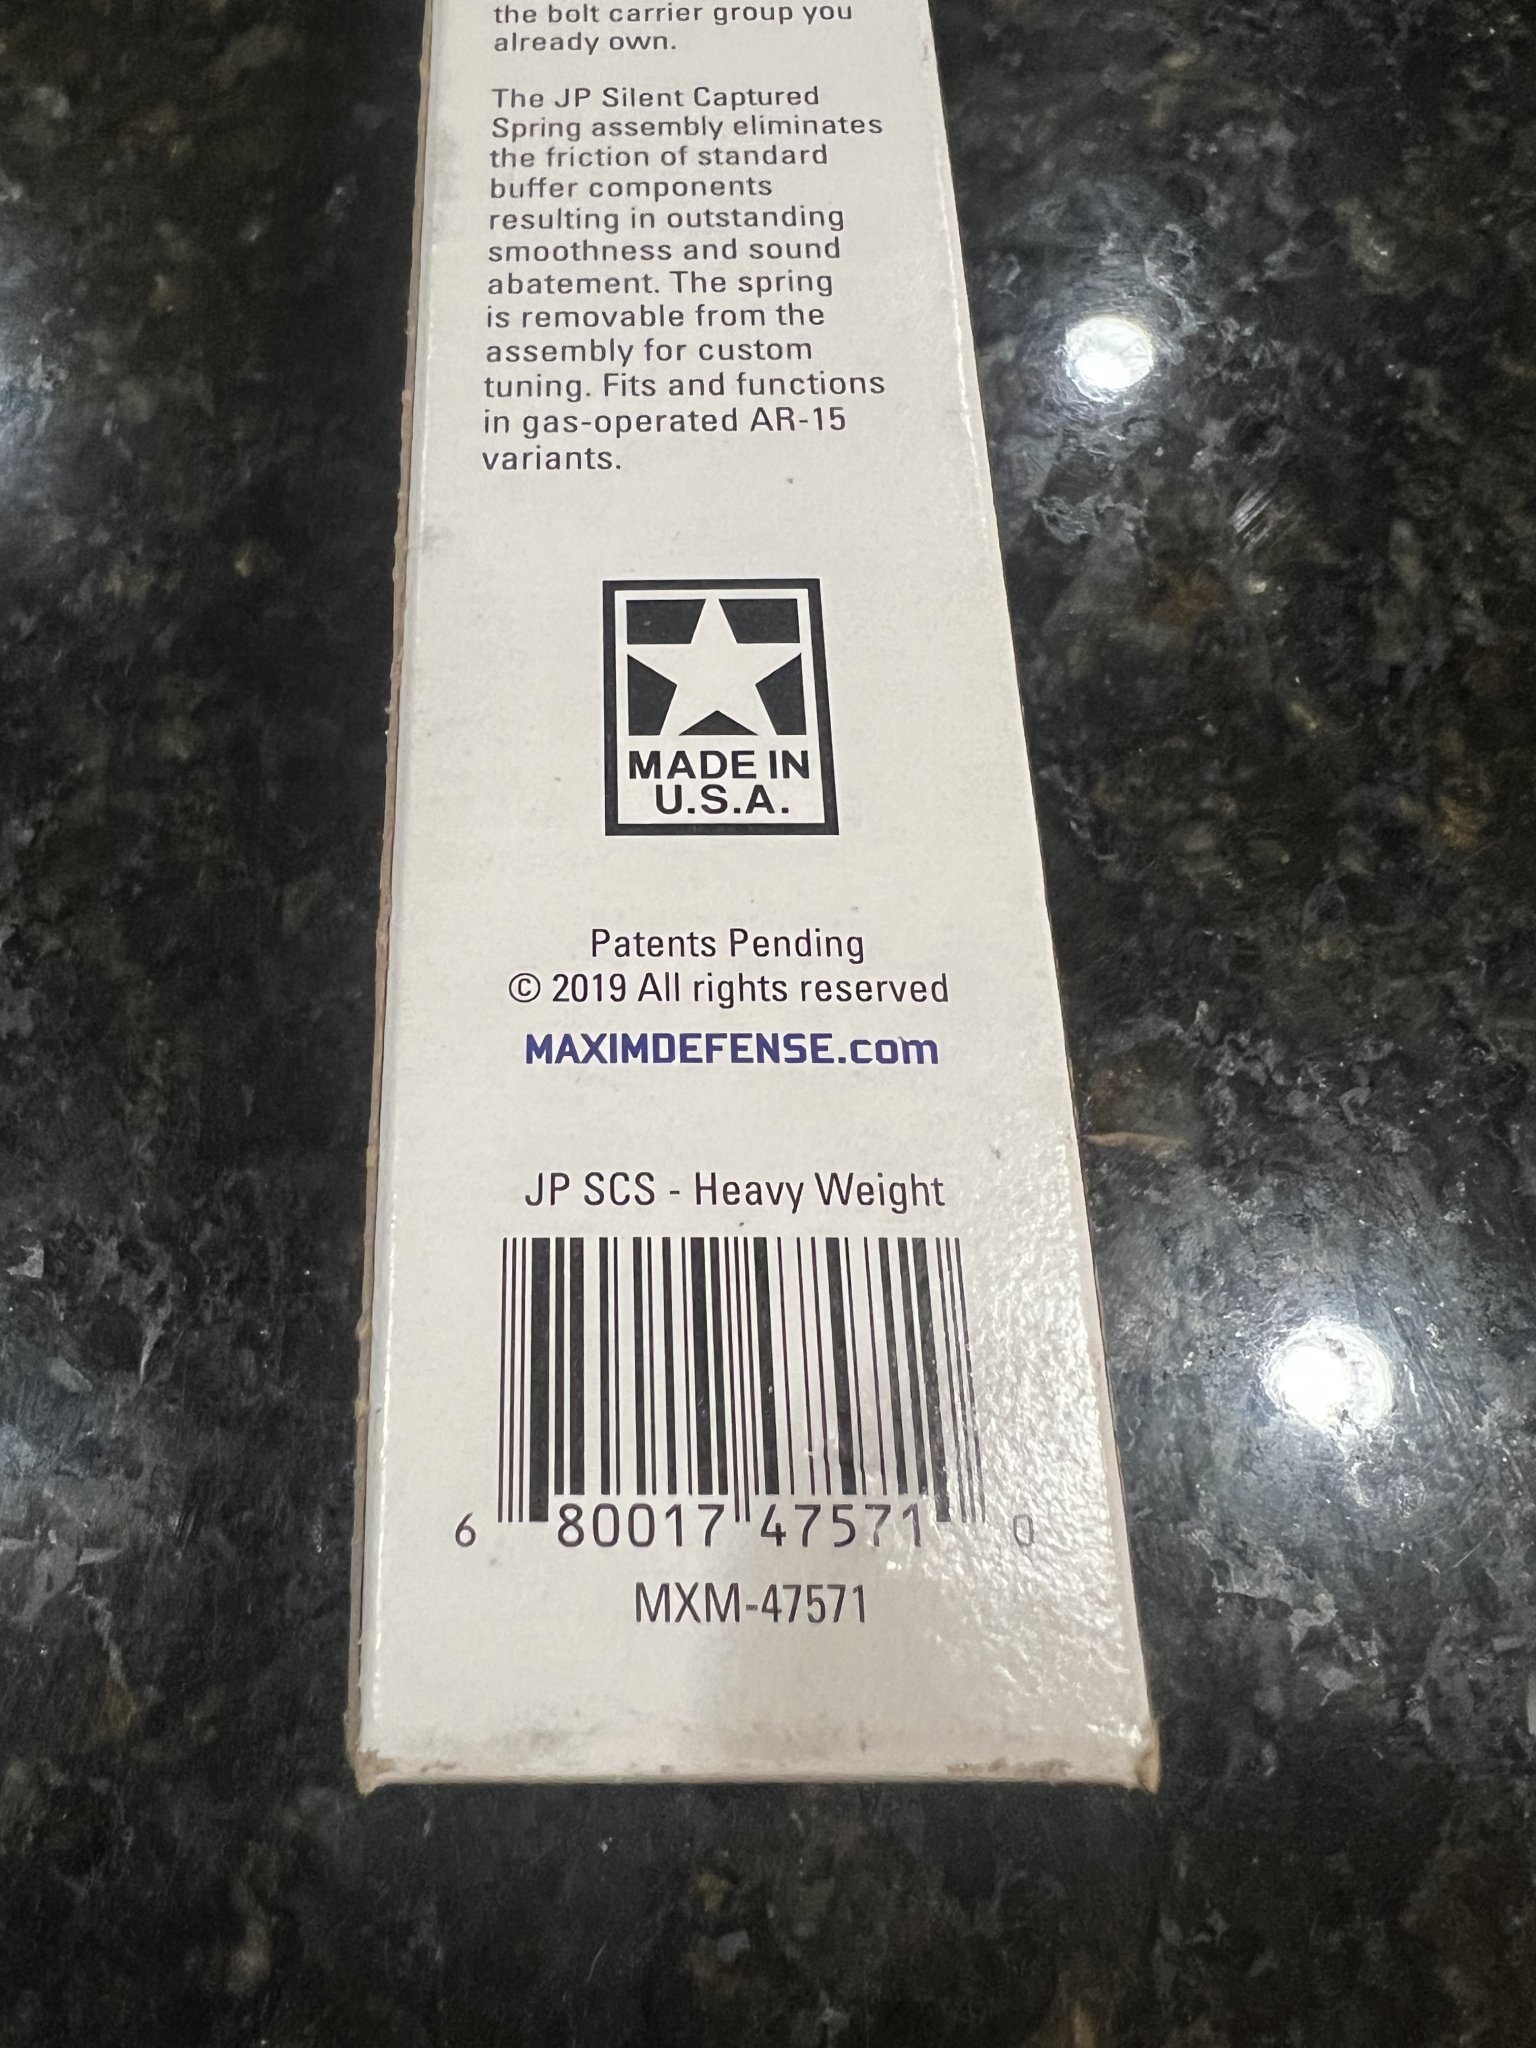 the bolt carrier group you
already own.
The JP Silent Captured
Spring assembly eliminates
the friction of standard
buffer components
resulting in outstanding
smoothness and sound
abatement. The spring
is removable from the
assembly for custom
tuning. Fits and functions
in gas-operated AR-15
variants.
MADE IN
U.S.A.
Patents Pending
© 2019 All rights reserved
MAXIMDEFENSE.com
JP SCS - Heavy Weight
6 80017 47571 0
MXM-47571